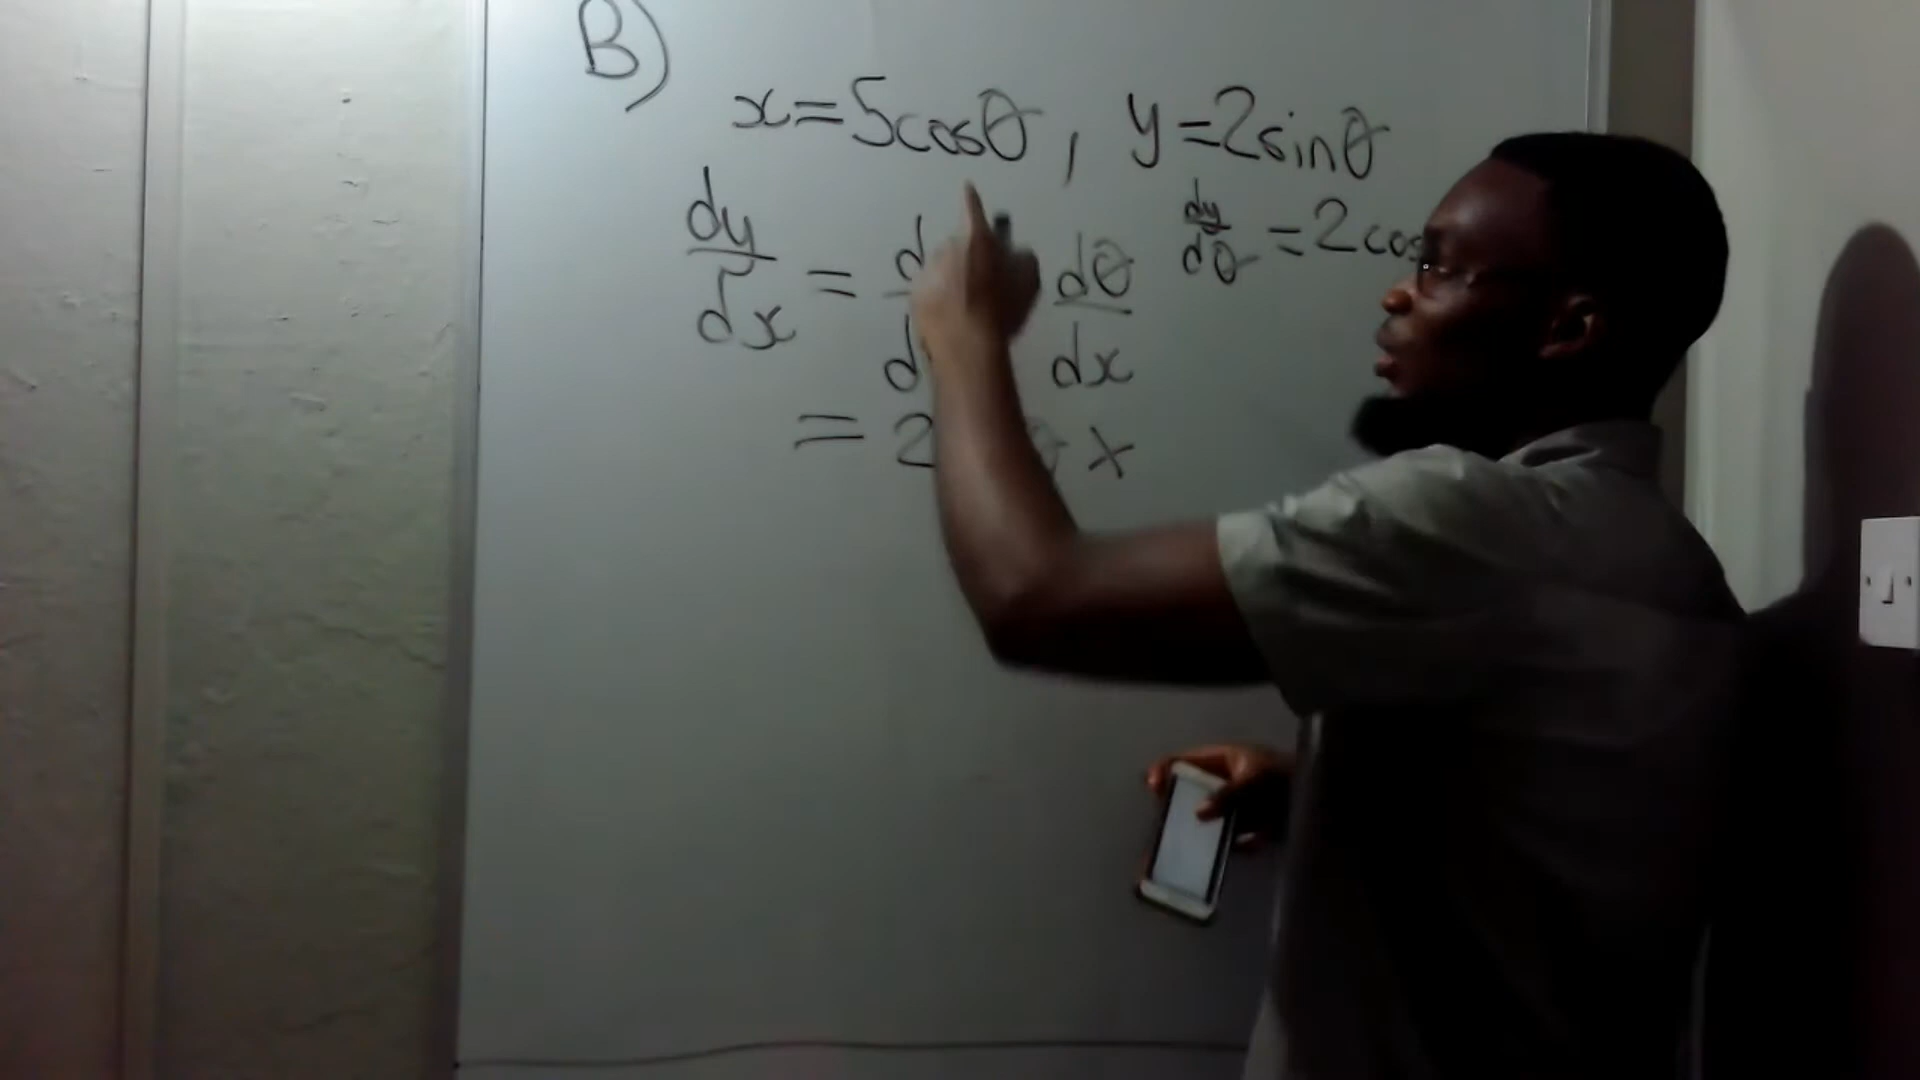 B)
x=5cosθ, y=2sinθ
dy/dx = d dθ/dx
dy/dθ = 2cos
= 2 θ ×